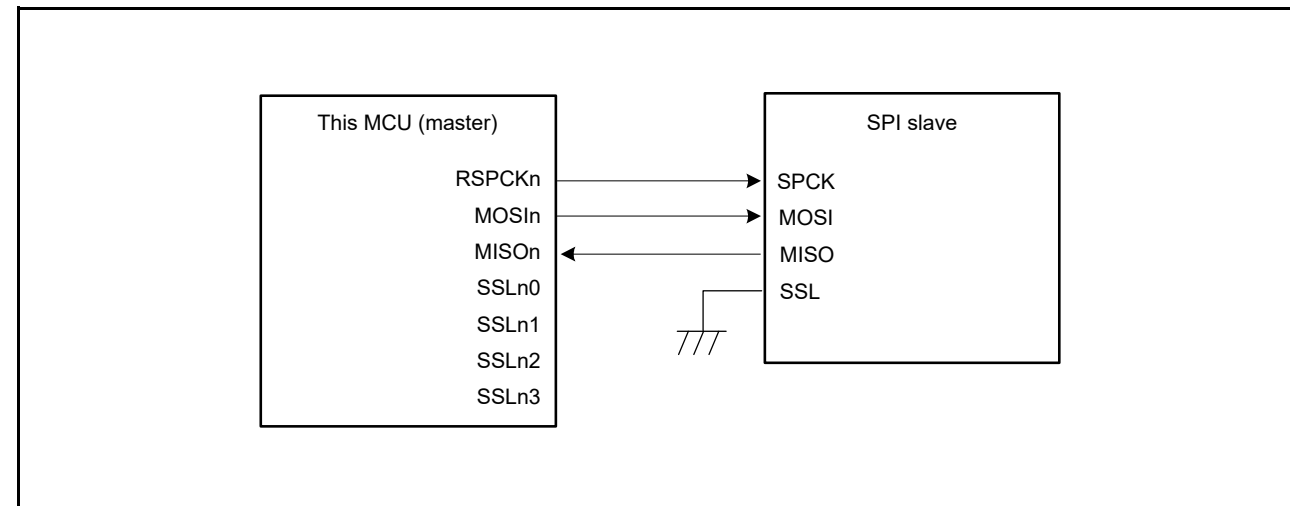 This MCU (master)
RSPCKn
MOSIn
MISOn
SSLn0
SSLn1
SSLn2
SSLn3
SPI slave
SPCK
MOSI
MISO
SSL